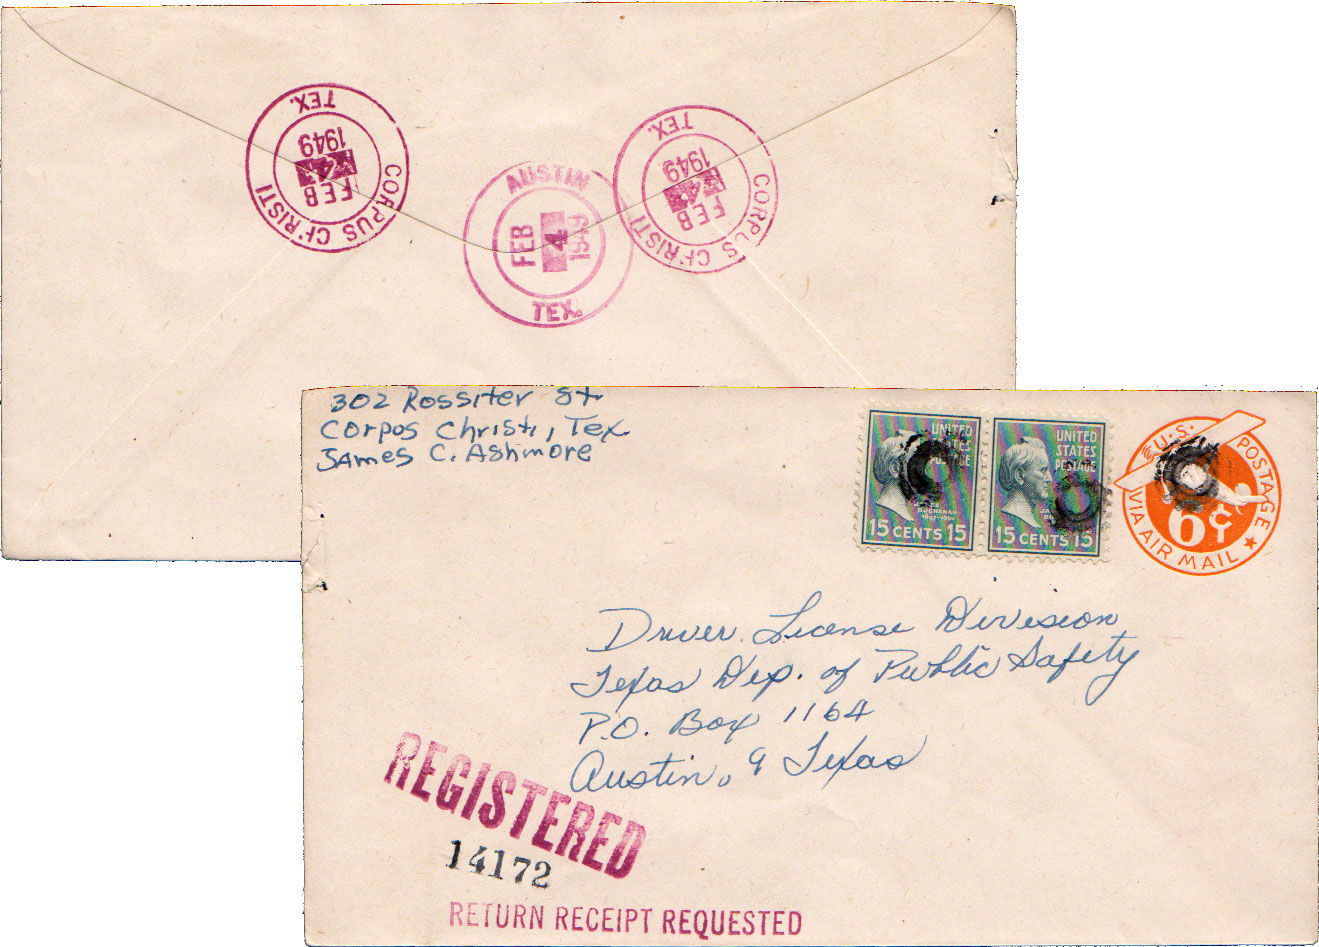 TEX.
1949
4
FEB
CORPUS CHRISTI
AUSTIN
FEB
4
1949
TEX.
TEX.
1949
4
FEB
CORPUS CHRISTI
302 Rossiter St.
Corpus Christi, Tex.
James C. Ashmore
UNITED
STATES
POSTAGE
BUCHANAN
15 CENTS 15
UNITED
STATES
POSTAGE
15 CENTS 15
U.S. POSTAGE
6¢
VIA AIR MAIL
Driver License Division
Texas Dep. of Public Safety
P.O. Box 1164
Austin, 9 Texas
REGISTERED
14172
RETURN RECEIPT REQUESTED